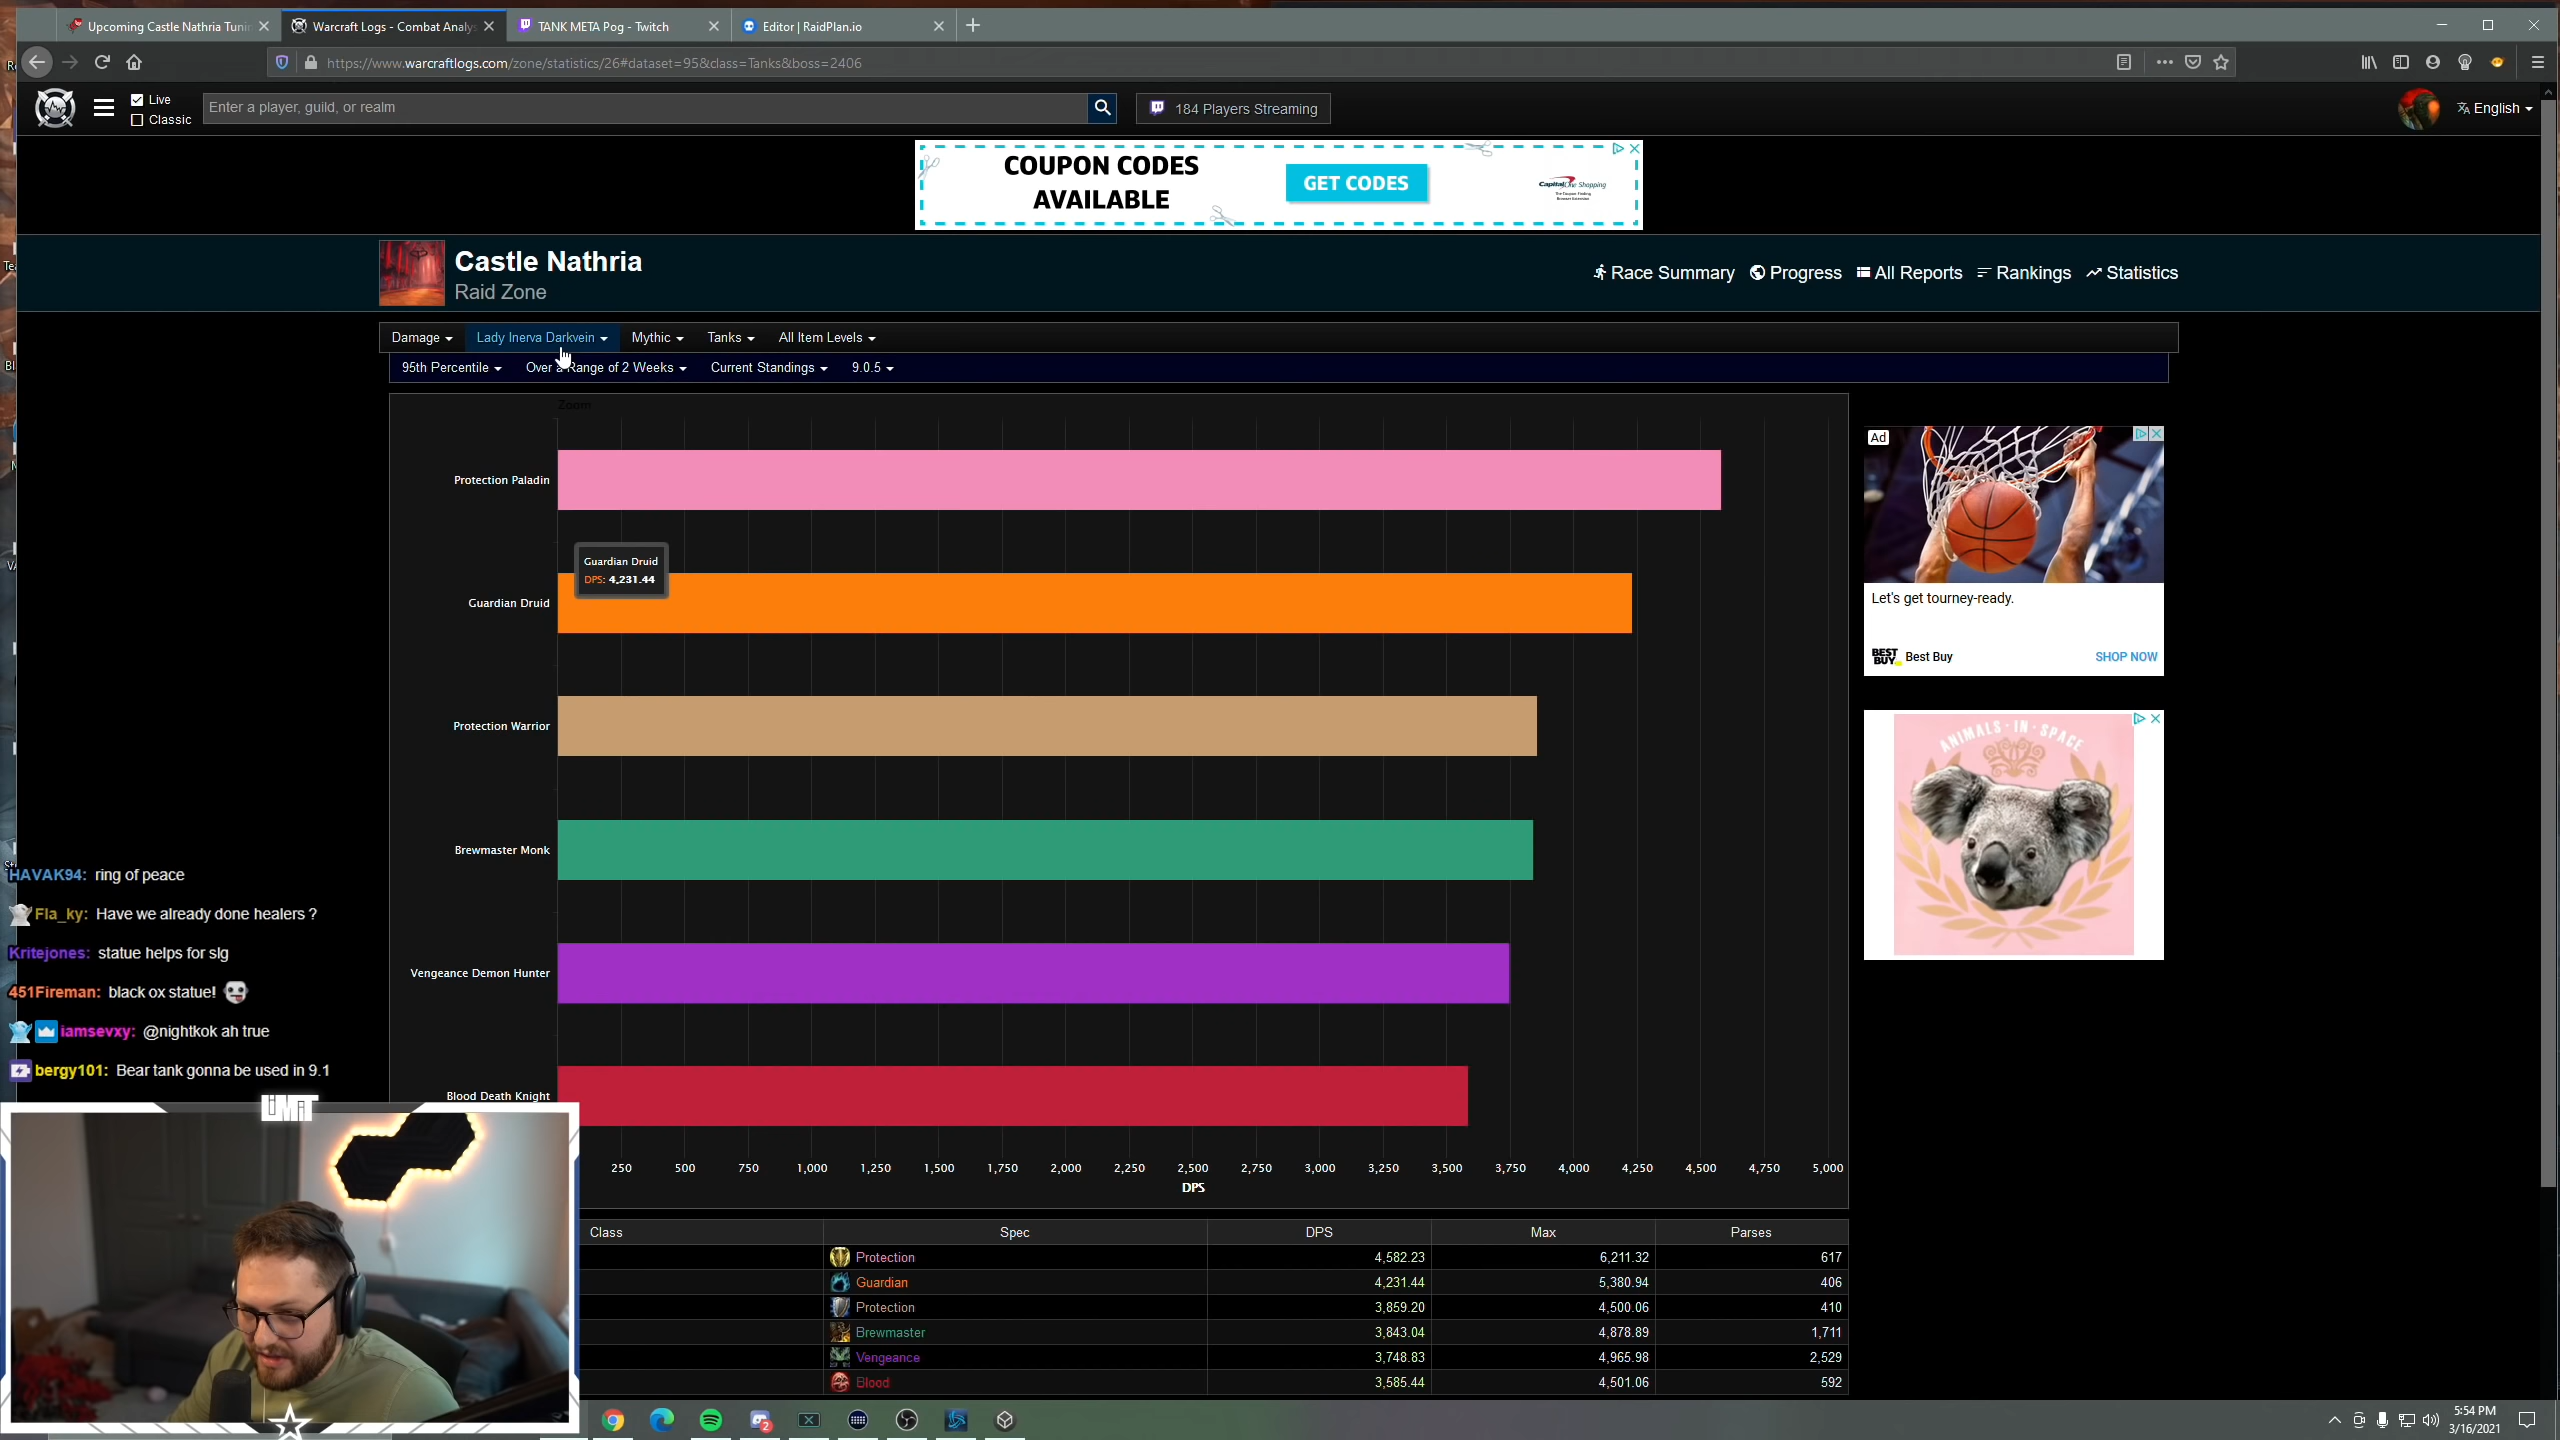 Upcoming Castle Nathria Tunin
Warcraft Logs - Combat Analys
TANK META Pog - Twitch
Editor | RaidPlan.io
https://www.warcraftlogs.com/zone/statistics/26#dataset=95&class=Tanks&boss=2406
Live
Classic
Enter a player, guild, or realm
184 Players Streaming
English
COUPON CODES
AVAILABLE
GET CODES
Capital One Shopping
Castle Nathria
Raid Zone
Race Summary Progress All Reports Rankings Statistics
Damage Lady Inerva Darkvein Mythic Tanks All Item Levels
95th Percentile Over a Range of 2 Weeks Current Standings 9.0.5
Zoom
Protection Paladin
Guardian Druid
DPS: 4,231.44
Guardian Druid
Protection Warrior
Brewmaster Monk
Vengeance Demon Hunter
Blood Death Knight
250 500 750 1,000 1,250 1,500 1,750 2,000 2,250 2,500 2,750 3,000 3,250 3,500 3,750 4,000 4,250 4,500 4,750 5,000
DPS
Class Spec DPS Max Parses
Protection 4,582.23 6,211.32 617
Guardian 4,231.44 5,380.94 406
Protection 3,859.20 4,500.06 410
Brewmaster 3,843.04 4,878.89 1,711
Vengeance 3,748.83 4,965.98 2,529
Blood 3,585.44 4,501.06 592
Ad
Let's get tourney-ready.
BEST BUY Best Buy SHOP NOW
ANIMALS · IN · SPACE
HAVAK94: ring of peace
Fla_ky: Have we already done healers ?
Kritejones: statue helps for slg
451Fireman: black ox statue!
iamsevxy: @nightkok ah true
bergy101: Bear tank gonna be used in 9.1
LIMIT
2
5:54 PM
3/16/2021